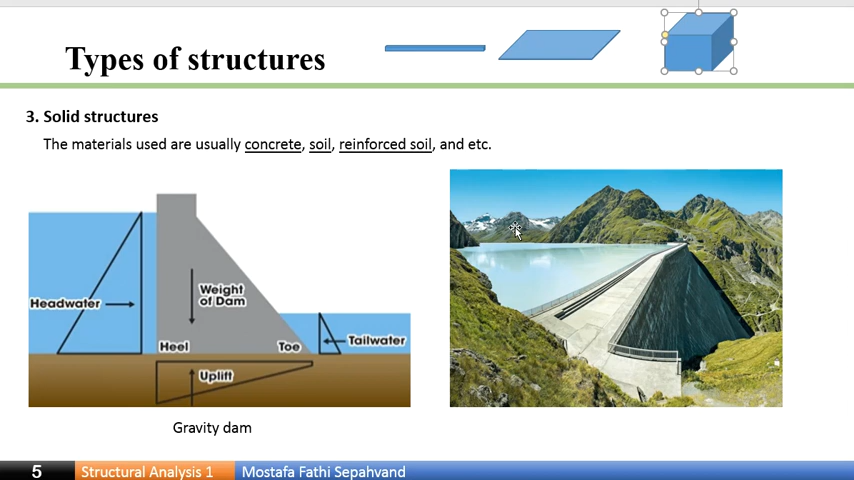 Types of structures
3. Solid structures
The materials used are usually concrete, soil, reinforced soil, and etc.
Headwater
Weight
of Dam
Heel
Toe
Tailwater
Uplift
Gravity dam
5
Structural Analysis 1
Mostafa Fathi Sepahvand